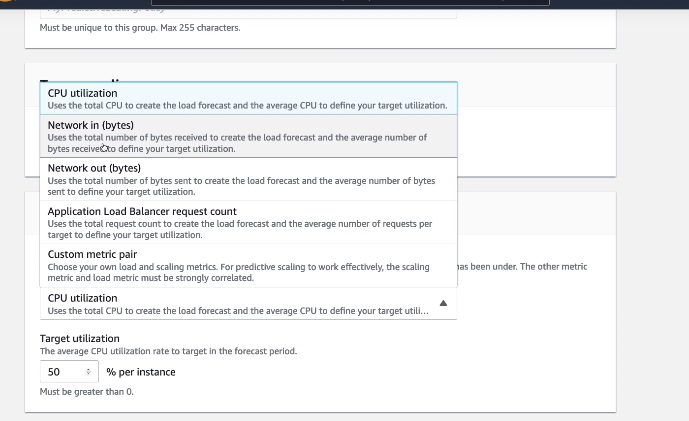 Must be unique to this group. Max 255 characters.
CPU utilization
Uses the total CPU to create the load forecast and the average CPU to define your target utilization.
Network in (bytes)
Uses the total number of bytes received to create the load forecast and the average number of
bytes received to define your target utilization.
Network out (bytes)
Uses the total number of bytes sent to create the load forecast and the average number of bytes
sent to define your target utilization.
Application Load Balancer request count
Uses the total request count to create the load forecast and the average number of requests per
target to define your target utilization.
Custom metric pair
Choose your own load and scaling metrics. For predictive scaling to work effectively, the scaling
has been under. The other metric
metric and load metric must be strongly correlated.
CPU utilization
Uses the total CPU to create the load forecast and the average CPU to define your target utili...
Target utilization
The average CPU utilization rate to target in the forecast period.
50 % per instance
Must be greater than 0.